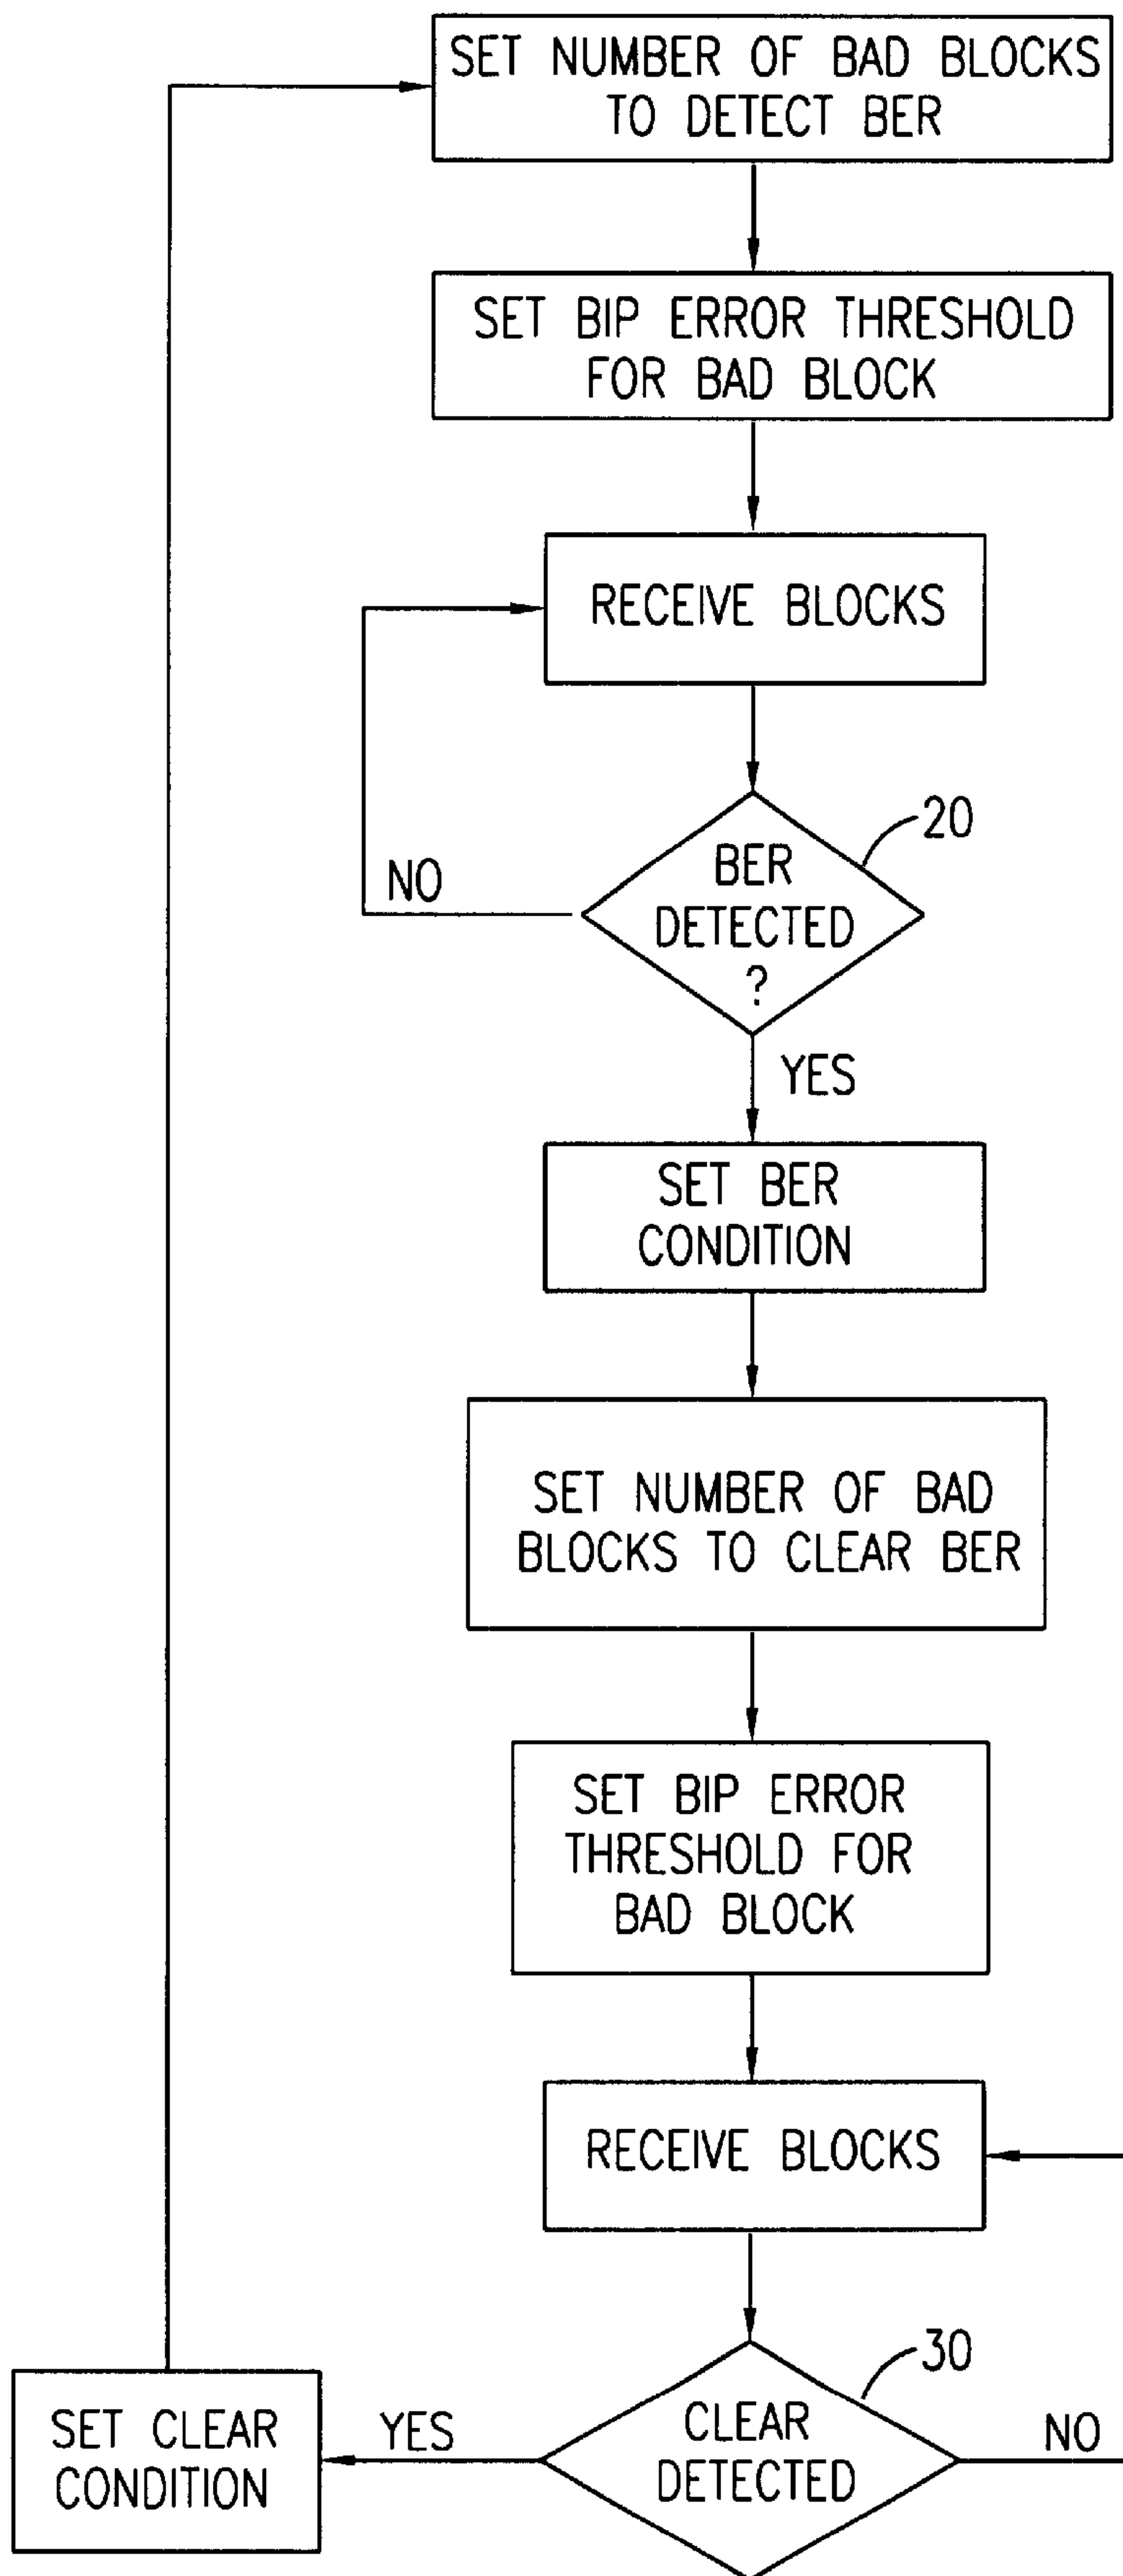 SET NUMBER OF BAD BLOCKS
TO DETECT BER
SET BIP ERROR THRESHOLD
FOR BAD BLOCK
RECEIVE BLOCKS
20
BER
DETECTED
?
NO
YES
SET BER
CONDITION
SET NUMBER OF BAD
BLOCKS TO CLEAR BER
SET BIP ERROR
THRESHOLD FOR
BAD BLOCK
RECEIVE BLOCKS
30
CLEAR
DETECTED
YES
NO
SET CLEAR
CONDITION